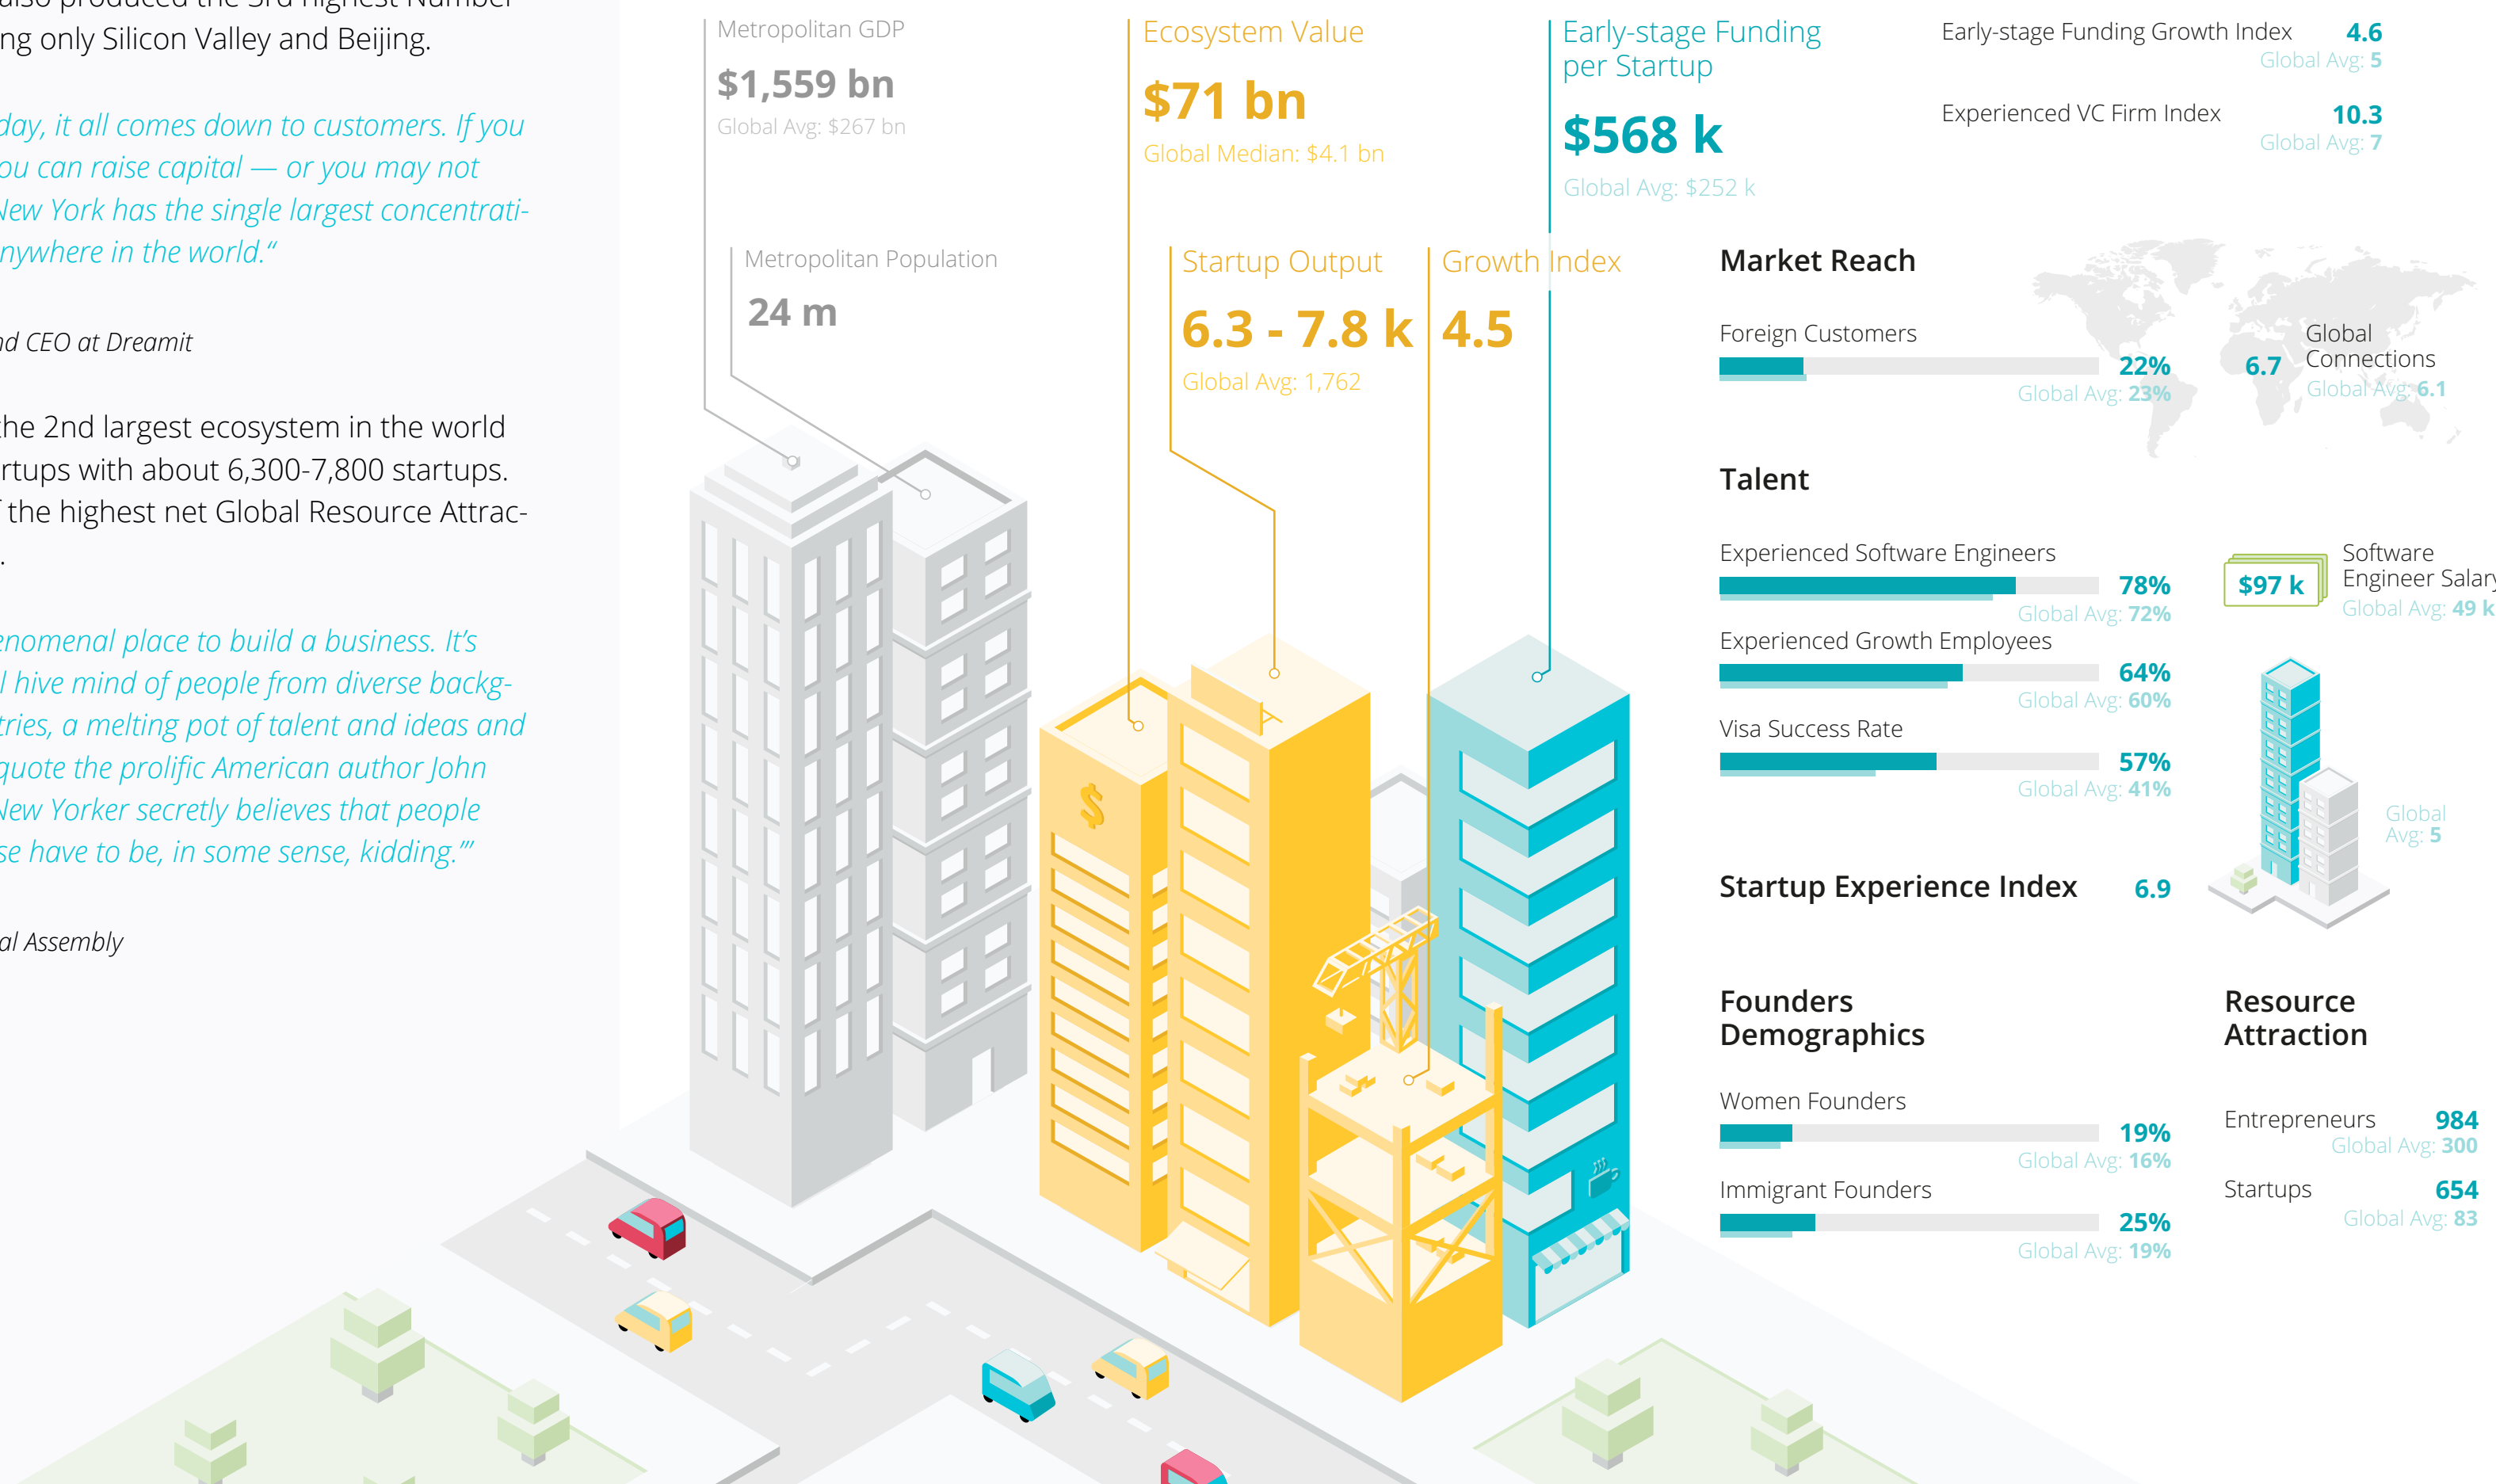 also produced the 3rd highest Number
ng only Silicon Valley and Beijing.
day, it all comes down to customers. If you
ou can raise capital — or you may not
New York has the single largest concentrati-
nywhere in the world.“
nd CEO at Dreamit
the 2nd largest ecosystem in the world
rtups with about 6,300-7,800 startups.
f the highest net Global Resource Attrac-
.
enomenal place to build a business. It’s
l hive mind of people from diverse backg-
tries, a melting pot of talent and ideas and
quote the prolific American author John
New Yorker secretly believes that people
se have to be, in some sense, kidding.’”
al Assembly
Metropolitan GDP
$1,559 bn
Global Avg: $267 bn
Metropolitan Population
24 m
Ecosystem Value
$71 bn
Global Median: $4.1 bn
Startup Output
6.3 - 7.8 k
Global Avg: 1,762
Growth Index
4.5
Early-stage Funding
per Startup
$568 k
Global Avg: $252 k
Early-stage Funding Growth Index 4.6
Global Avg: 5
Experienced VC Firm Index 10.3
Global Avg: 7
Market Reach
Foreign Customers
22%
Global Avg: 23%
6.7
Global
Connections
Global Avg: 6.1
Talent
Experienced Software Engineers
78%
Global Avg: 72%
Experienced Growth Employees
64%
Global Avg: 60%
Visa Success Rate
57%
Global Avg: 41%
$97 k
Software
Engineer Salary
Global Avg: 49 k
Startup Experience Index 6.9
Global
Avg: 5
Founders
Demographics
Women Founders
19%
Global Avg: 16%
Immigrant Founders
25%
Global Avg: 19%
Resource
Attraction
Entrepreneurs 984
Global Avg: 300
Startups 654
Global Avg: 83
$